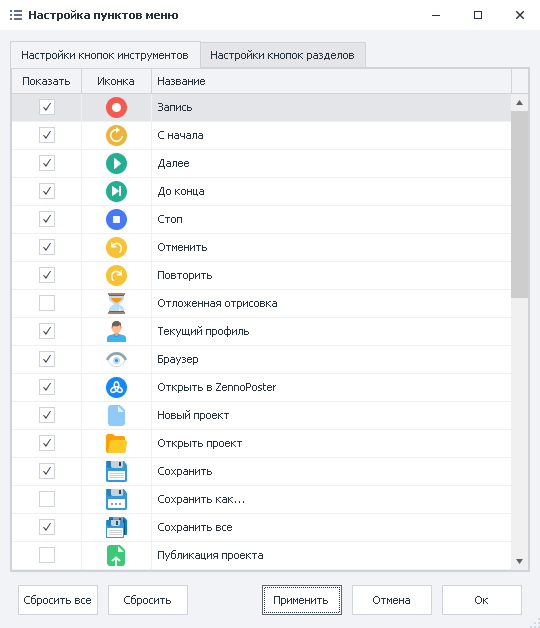 Настройка пунктов меню
Настройки кнопок инструментов Настройки кнопок разделов
Показать Иконка Название
Запись
С начала
Далее
До конца
Стоп
Отменить
Повторить
Отложенная отрисовка
Текущий профиль
Браузер
Открыть в ZennoPoster
Новый проект
Открыть проект
Сохранить
Сохранить как...
Сохранить все
Публикация проекта
Сбросить все Сбросить Применить Отмена Ок